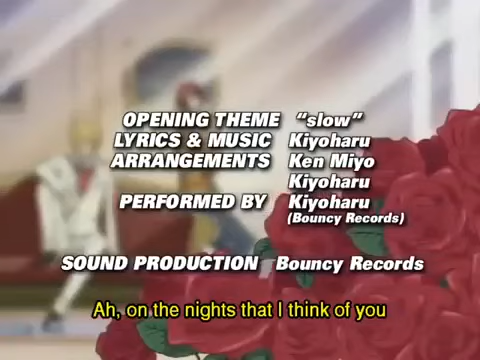 OPENING THEME "slow"
LYRICS & MUSIC Kiyoharu
ARRANGEMENTS Ken Miyo
Kiyoharu
PERFORMED BY Kiyoharu
(Bouncy Records)
SOUND PRODUCTION Bouncy Records
Ah, on the nights that I think of you